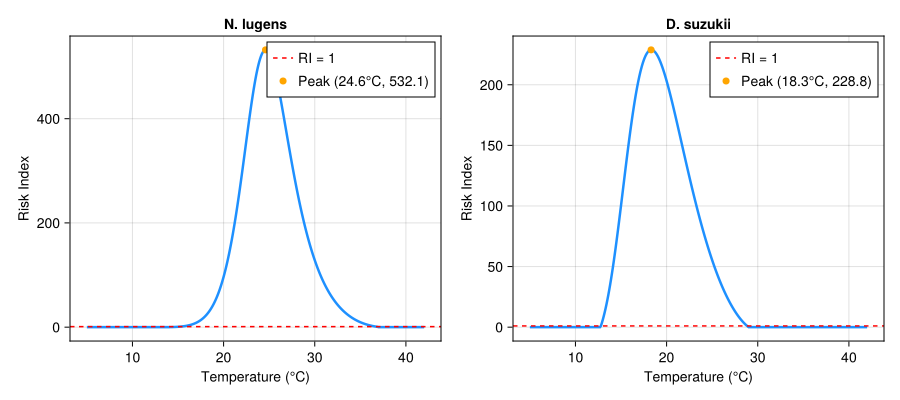 N. lugens
RI = 1
Peak (24.6°C, 532.1)
Risk Index
400
200
0
10
20
30
40
Temperature (°C)
D. suzukii
RI = 1
Peak (18.3°C, 228.8)
Risk Index
200
150
100
50
0
10
20
30
40
Temperature (°C)